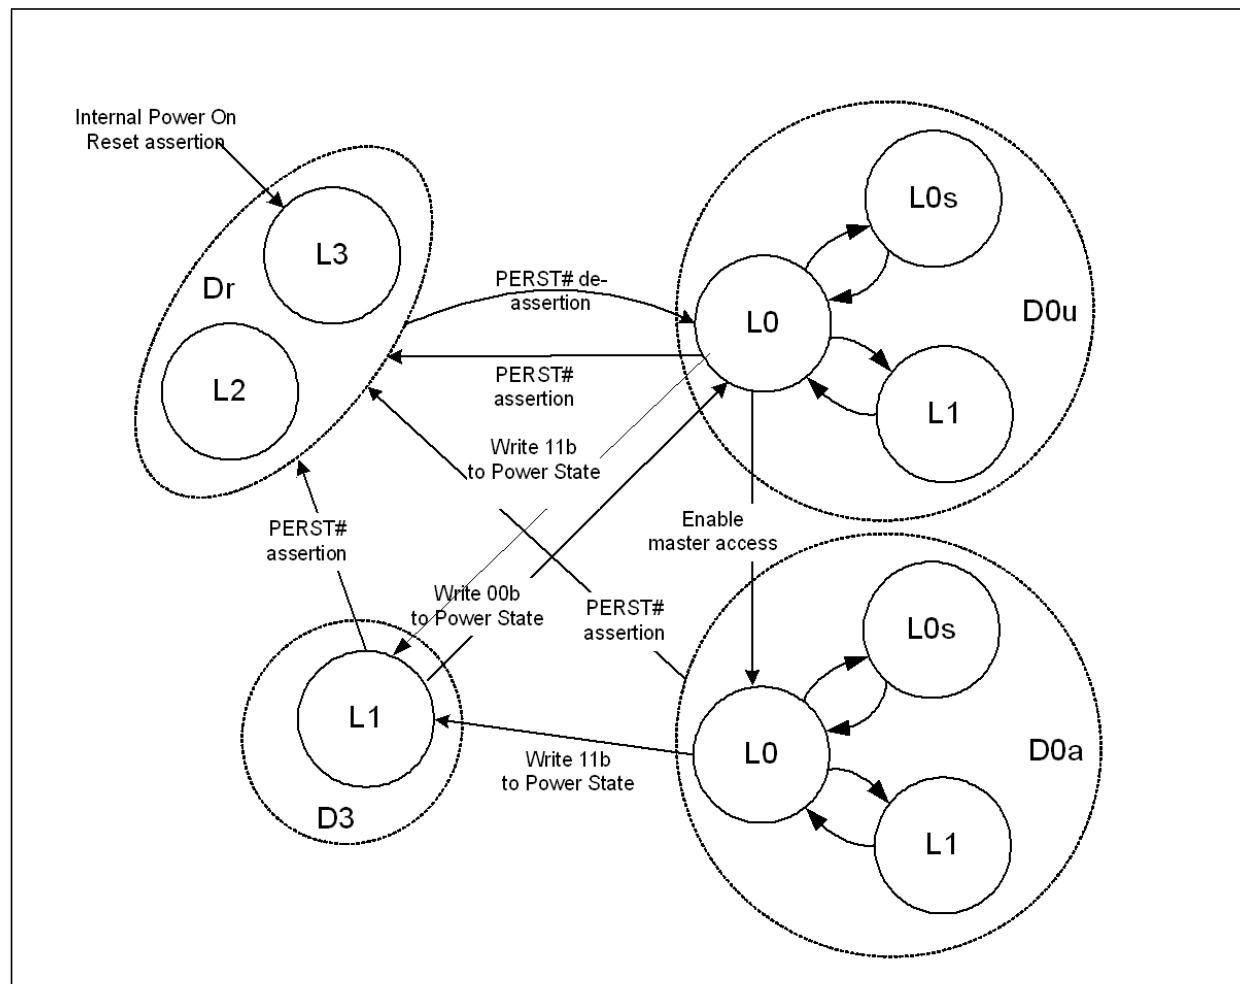 Internal Power On
Reset assertion
L3
Dr
L2
PERST# de-
assertion
PERST#
assertion
L0s
L0
D0u
L1
Write 11b
to Power State
PERST#
assertion
Enable
master access
Write 00b
to Power State
PERST#
assertion
L1
D3
Write 11b
to Power State
L0s
L0
D0a
L1